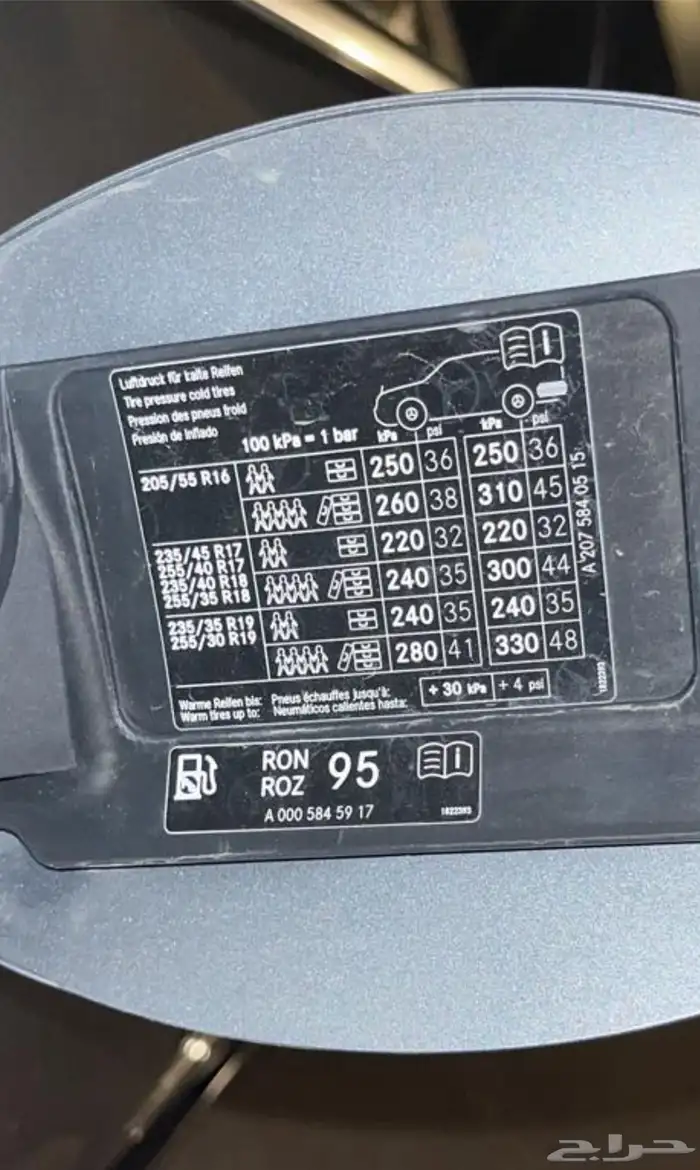 Luftdruck für kalte Reifen
Tire pressure cold tires
Pression des pneus froid
Presión de inflado
100 kPa = 1 bar
kPa psi kPa psi
205/55 R16 250 36 250 36
260 38 310 45
235/45 R17
255/40 R17 220 32 220 32
235/40 R18
255/35 R18 240 35 300 44
235/35 R19
255/30 R19 240 35 240 35
280 41 330 48
Warme Reifen bis: Pneus échauffés jusqu'à:
Warm tires up to: Neumáticos calientes hasta:
+ 30 kPa + 4 psi
A 207 584 05 15
1822393
RON
ROZ 95
A 000 584 59 17
1822393
حراج